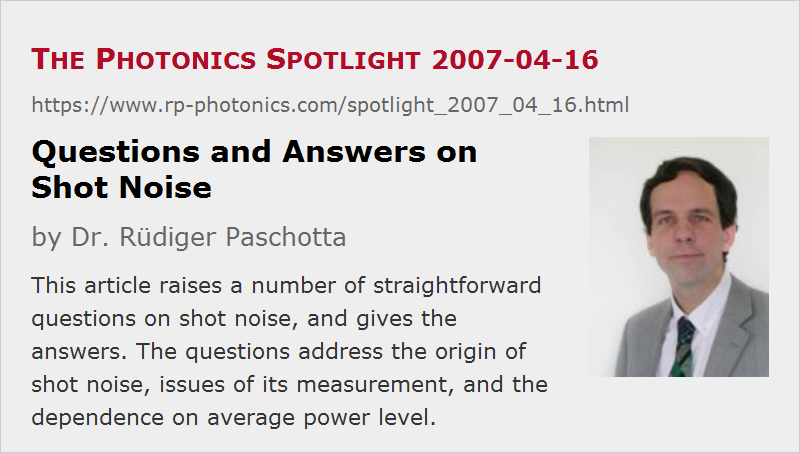 The Photonics Spotlight 2007-04-16
https://www.rp-photonics.com/spotlight_2007_04_16.html
Questions and Answers on
Shot Noise
by Dr. Rüdiger Paschotta
This article raises a number of straightforward
questions on shot noise, and gives the
answers. The questions address the origin of
shot noise, issues of its measurement, and the
dependence on average power level.